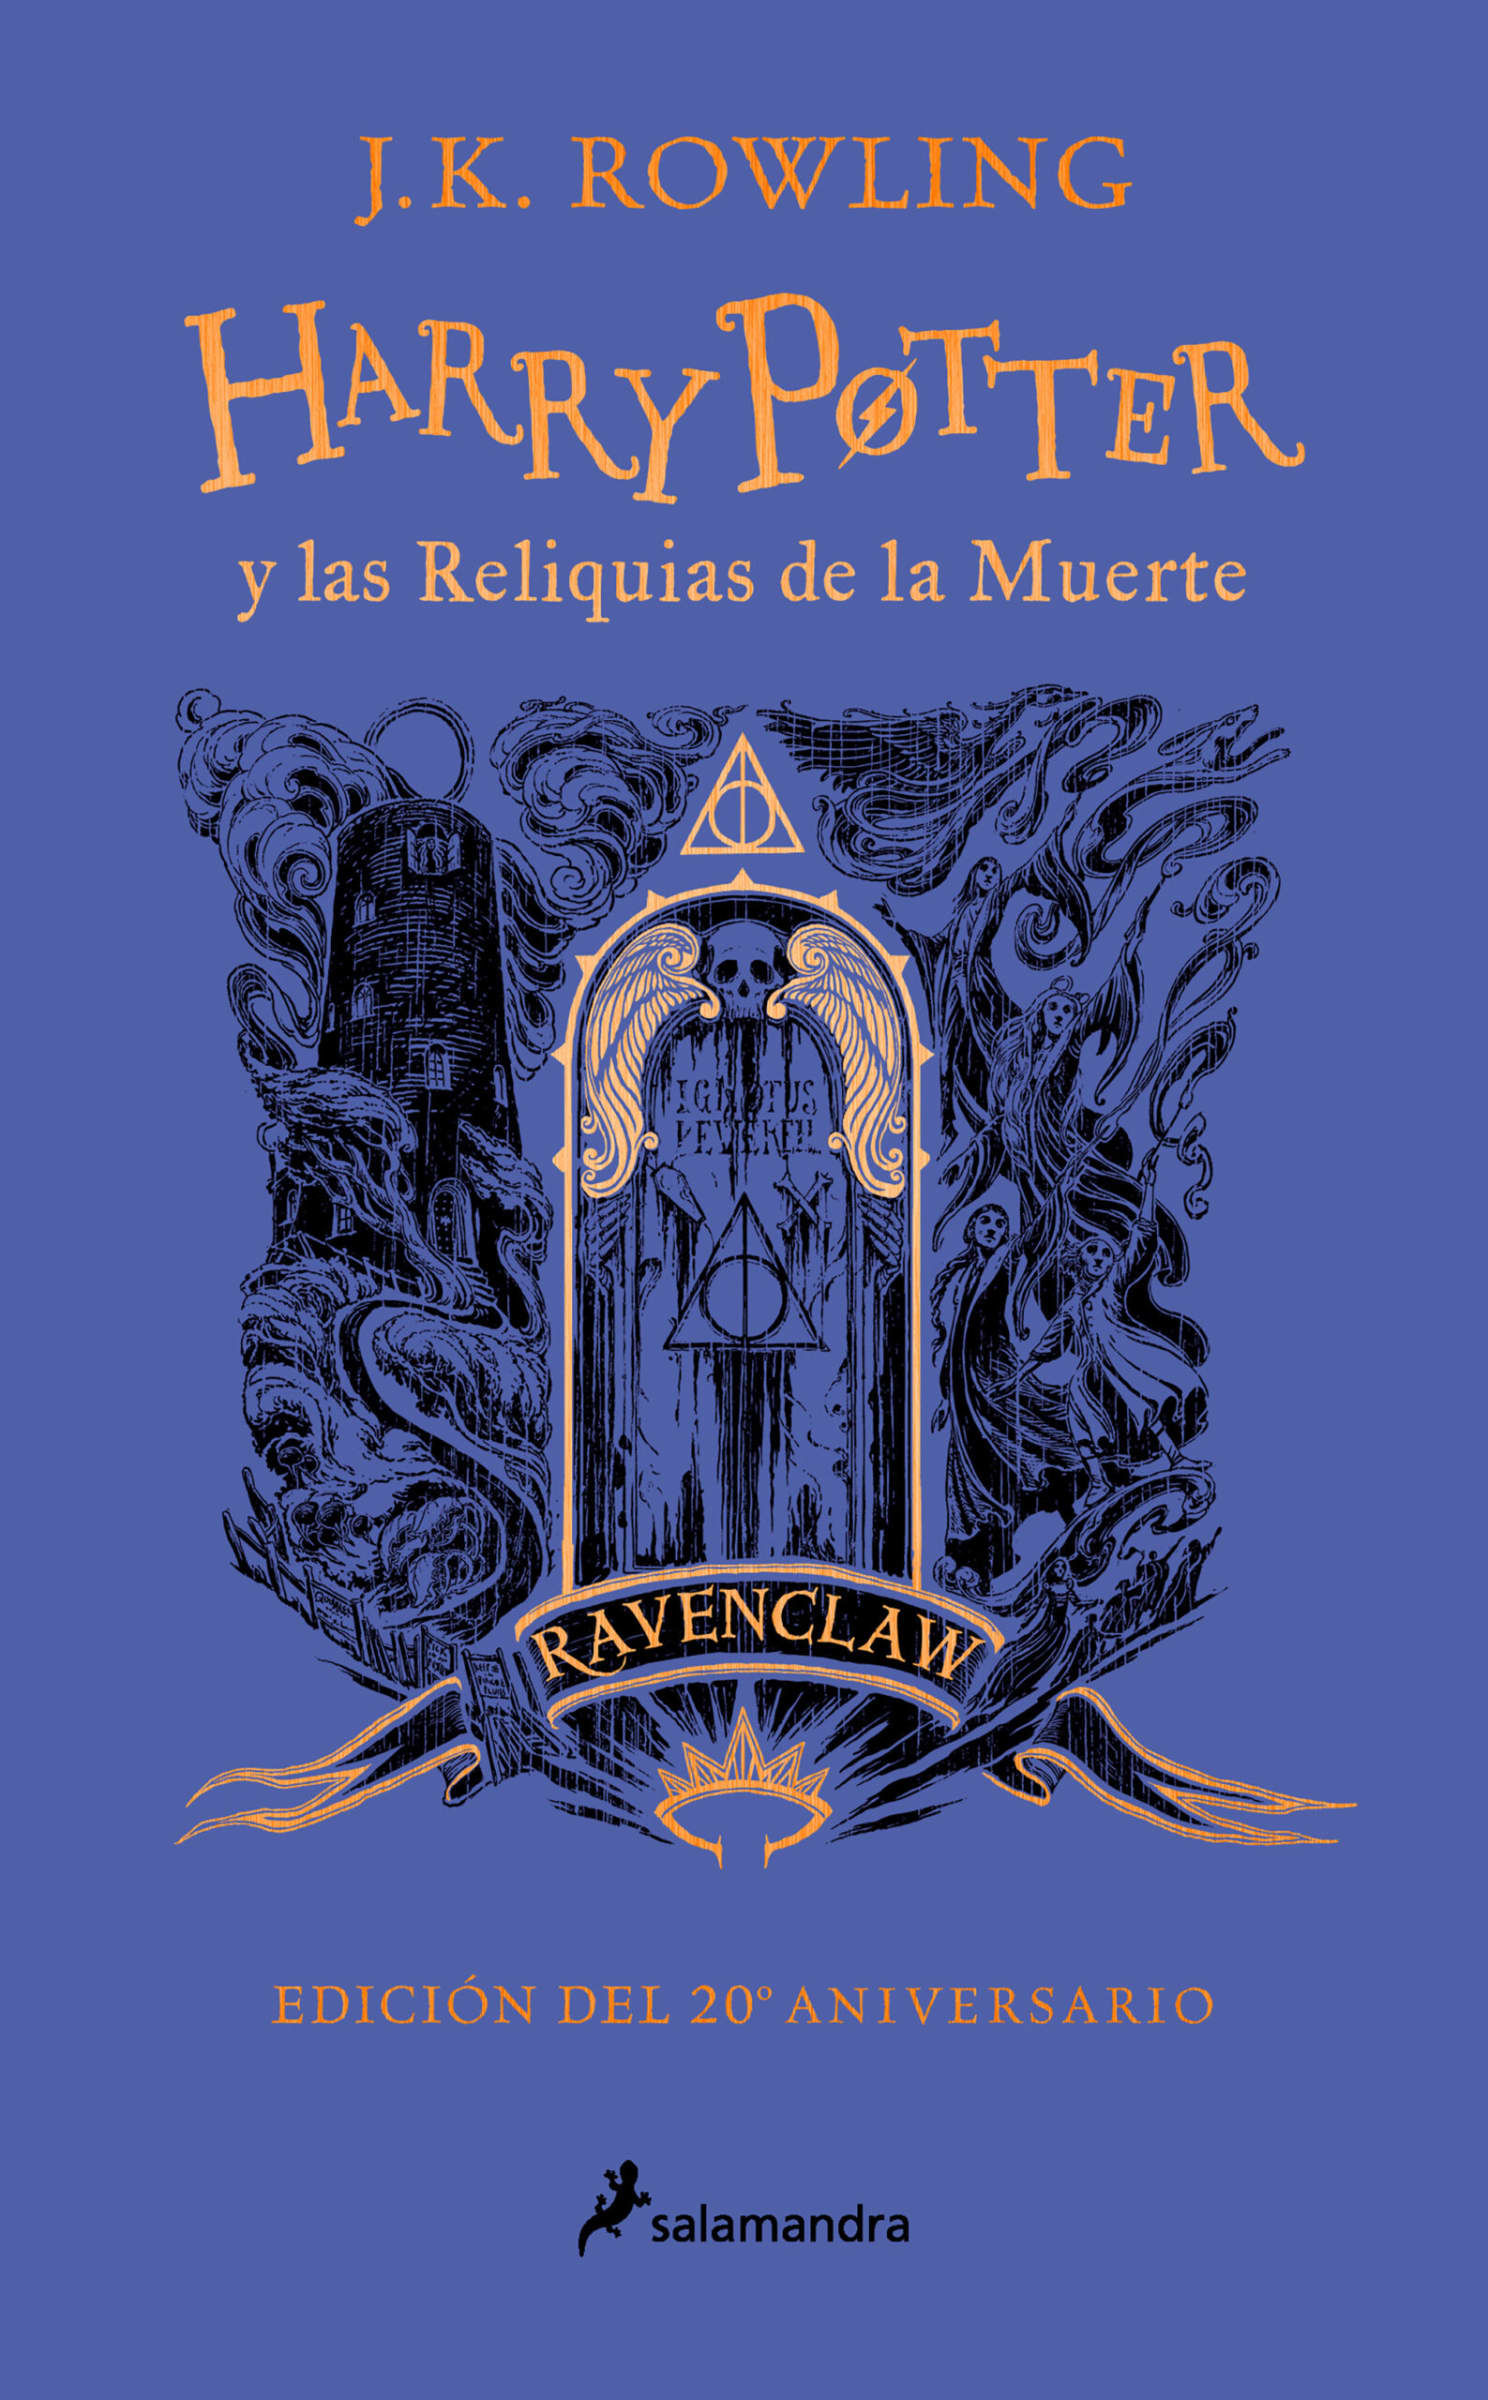 J.K. ROWLING
HARRY POTTER
y las Reliquias de la Muerte
IGNOTUS
PEVERELL
RAVENCLAW
EDICIÓN DEL 20º ANIVERSARIO
salamandra